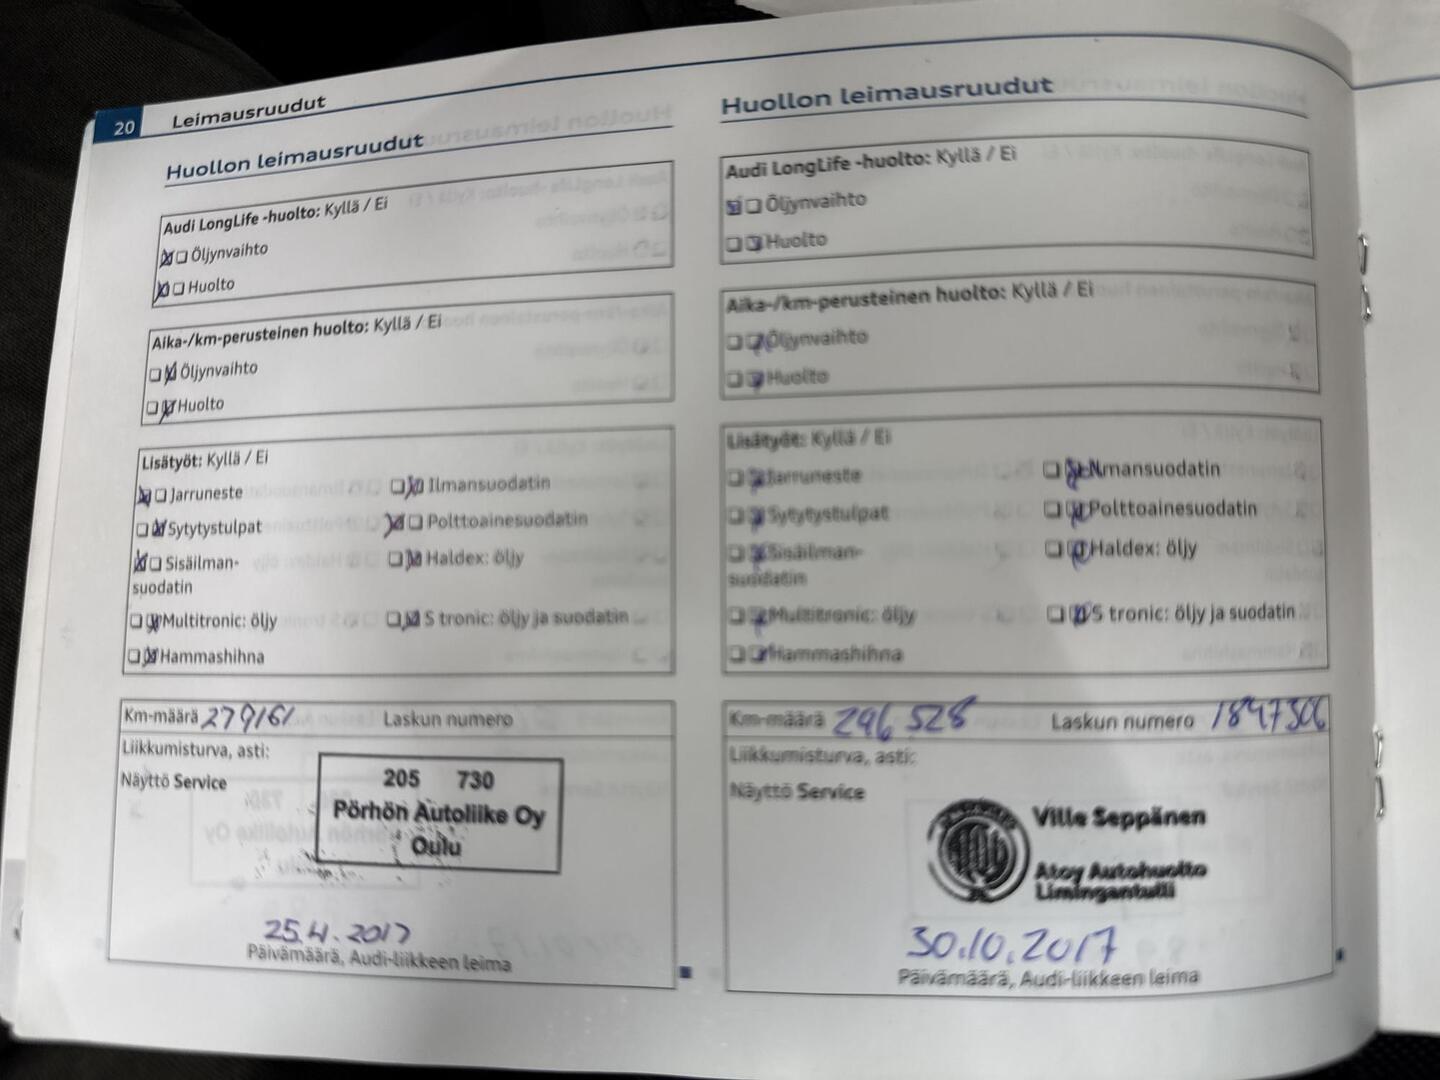 20 Leimausruudut
Huollon leimausruudut
Audi LongLife -huolto: Kyllä / Ei
Öljynvaihto
Huolto
Aika-/km-perusteinen huolto: Kyllä / Ei
Öljynvaihto
Huolto
Lisätyöt: Kyllä / Ei
Jarruneste
Ilmansuodatin
Sytytystulpat
Polttoainesuodatin
Sisäilman-
suodatin
Haldex: öljy
Multitronic: öljy
S tronic: öljy ja suodatin
Hammashihna
Km-määrä 279161 Laskun numero
Liikkumisturva, asti:
Näyttö Service
205 730
Pörhön Autoliike Oy
Oulu
25.4.2017
Päivämäärä, Audi-liikkeen leima
Huollon leimausruudut
Audi LongLife -huolto: Kyllä / Ei
Öljynvaihto
Huolto
Aika-/km-perusteinen huolto: Kyllä / Ei
Öljynvaihto
Huolto
Lisätyöt: Kyllä / Ei
Jarruneste
Ilmansuodatin
Sytytystulpat
Polttoainesuodatin
Sisäilman-
suodatin
Haldex: öljy
Multitronic: öljy
S tronic: öljy ja suodatin
Hammashihna
Km-määrä 296 528 Laskun numero 1897306
Liikkumisturva, asti:
Näyttö Service
Ville Seppänen
Atoy Autohuolto
Limingantulli
30.10.2017
Päivämäärä, Audi-liikkeen leima